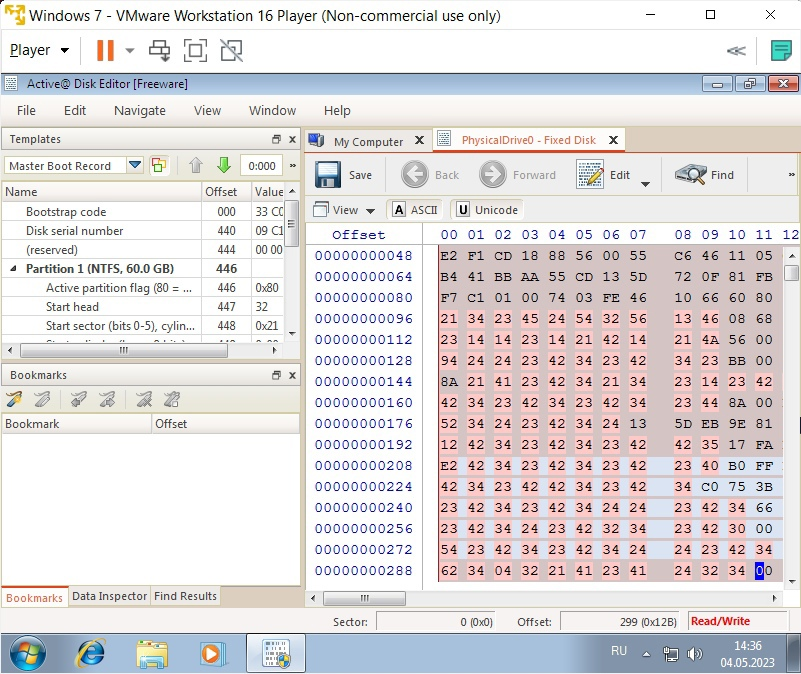 Windows 7 - VMware Workstation 16 Player (Non-commercial use only)
Player
Active@ Disk Editor [Freeware]
File Edit Navigate View Window Help
Templates
Master Boot Record 0:000 »
Name Offset Value
Bootstrap code 000 33 C0
Disk serial number 440 09 C1
(reserved) 444 00 00
Partition 1 (NTFS, 60.0 GB) 446
Active partition flag (80 = ... 446 0x80
Start head 447 32
Start sector (bits 0-5), cylin... 448 0x21
Bookmarks
Bookmark Offset
Bookmarks Data Inspector Find Results
My Computer PhysicalDrive0 - Fixed Disk
Save Back Forward Edit Find »
View A ASCII U Unicode
Offset 00 01 02 03 04 05 06 07 08 09 10 11 12
00000000048 E2 F1 CD 18 88 56 00 55 C6 46 11 05
00000000064 B4 41 BB AA 55 CD 13 5D 72 0F 81 FB
00000000080 F7 C1 01 00 74 03 FE 46 10 66 60 80
00000000096 21 34 23 45 24 54 32 56 13 46 08 68
00000000112 23 14 14 23 14 21 42 14 21 4A 56 00
00000000128 94 24 24 23 42 34 23 42 34 23 BB 00
00000000144 8A 21 41 23 42 34 21 34 23 14 23 42
00000000160 42 34 23 42 34 23 42 34 23 44 8A 00
00000000176 52 34 23 24 23 42 34 13 5D EB 9E 81
00000000192 12 42 34 23 42 34 23 42 42 35 17 FA
00000000208 E2 42 34 23 42 34 23 42 23 40 B0 FF
00000000224 42 34 23 42 34 23 42 34 C0 75 3B
00000000240 23 42 34 23 42 34 24 24 23 42 34 66
00000000256 23 42 34 23 24 23 42 32 34 23 42 30 00
00000000272 54 23 42 34 23 42 34 24 24 23 42 34
00000000288 62 34 04 32 21 41 23 41 24 32 34 00
Sector: 0 (0x0) Offset: 299 (0x12B) Read/Write
RU 14:36
04.05.2023